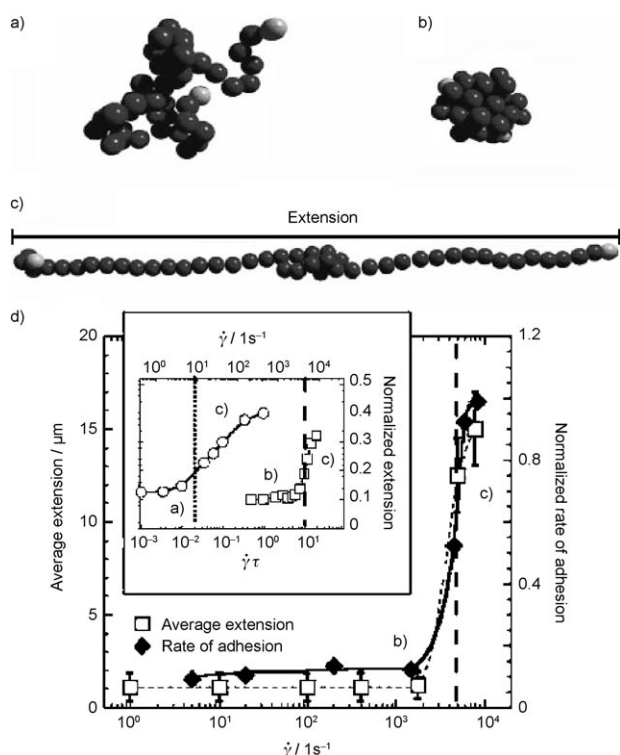 a)
b)
c)
Extension
d)
γ̇ / 1s⁻¹
10⁰ 10¹ 10² 10³ 10⁴
0.5
0.4
0.3
0.2
0.1
0.0
Normalized extension
c)
b)
c)
a)
10⁻³ 10⁻² 10⁻¹ 10⁰ 10¹
γ̇τ
20
15
10
5
0
Average extension / μm
1.2
0.8
0.4
0
Normalized rate of adhesion
c)
b)
Average extension
Rate of adhesion
10⁰ 10¹ 10² 10³ 10⁴
γ̇ / 1s⁻¹